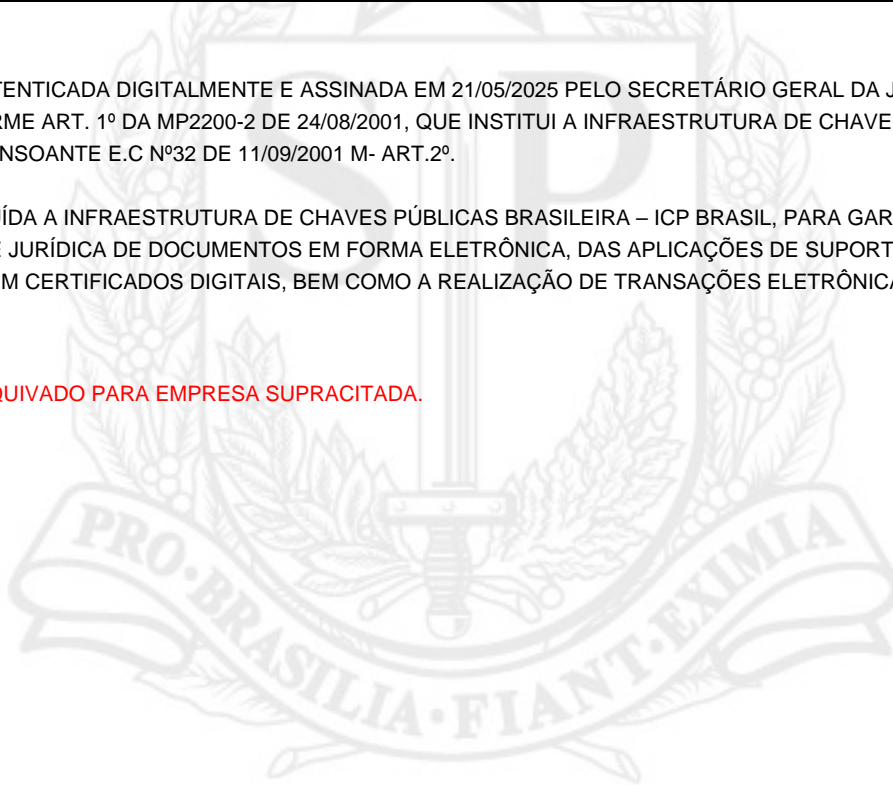 TENTICADA DIGITALMENTE E ASSINADA EM 21/05/2025 PELO SECRETÁRIO GERAL DA J
RME ART. 1º DA MP2200-2 DE 24/08/2001, QUE INSTITUI A INFRAESTRUTURA DE CHAVE
NSOANTE E.C Nº32 DE 11/09/2001 M- ART.2º.
ÍDA A INFRAESTRUTURA DE CHAVES PÚBLICAS BRASILEIRA – ICP BRASIL, PARA GAR
E JURÍDICA DE DOCUMENTOS EM FORMA ELETRÔNICA, DAS APLICAÇÕES DE SUPORT
M CERTIFICADOS DIGITAIS, BEM COMO A REALIZAÇÃO DE TRANSAÇÕES ELETRÔNICA
QUIVADO PARA EMPRESA SUPRACITADA.
SP
PRO·BRASILIA·FIANT·EXIMIA